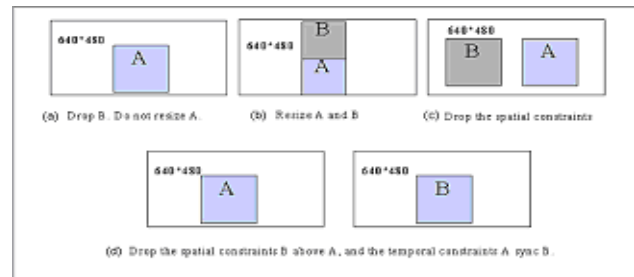 640*480
A
(a) Drop B. Do not resize A.
640*480
B
A
(b) Resize A and B
640*480
B
A
(c) Drop the spatial constraints
640*480
A
640*480
B
(d) Drop the spatial constraints B above A, and the temporal constraints A sync B.